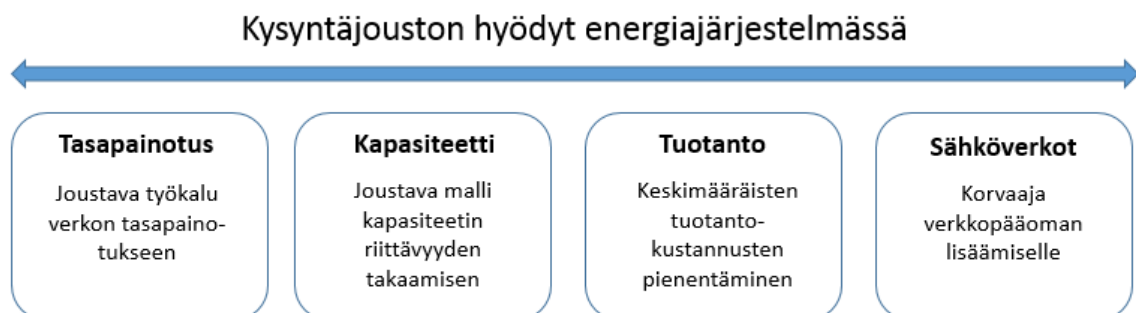 Kysyntäjouston hyödyt energiajärjestelmässä
Tasapainotus
Joustava työkalu
verkon tasapaino-
tukseen
Kapasiteetti
Joustava malli
kapasiteetin
riittävyyden
takaamisen
Tuotanto
Keskimääräisten
tuotanto-
kustannusten
pienentäminen
Sähköverkot
Korvaaja
verkkopääoman
lisäämiselle